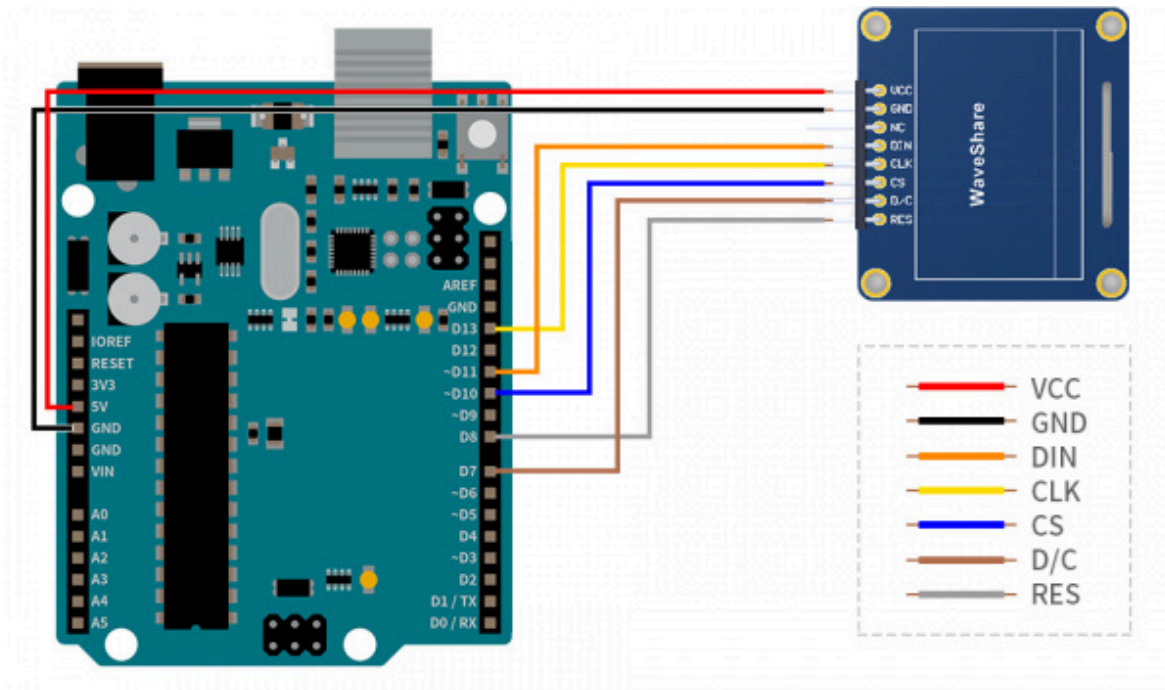 IOREF
RESET
3V3
5V
GND
GND
VIN
A0
A1
A2
A3
A4
A5
AREF
GND
D13
D12
~D11
~D10
~D9
D8
D7
~D6
~D5
D4
~D3
D2
D1 / TX
D0 / RX
VCC
GND
NC
DIN
CLK
CS
D/C
RES
WaveShare
VCC
GND
DIN
CLK
CS
D/C
RES